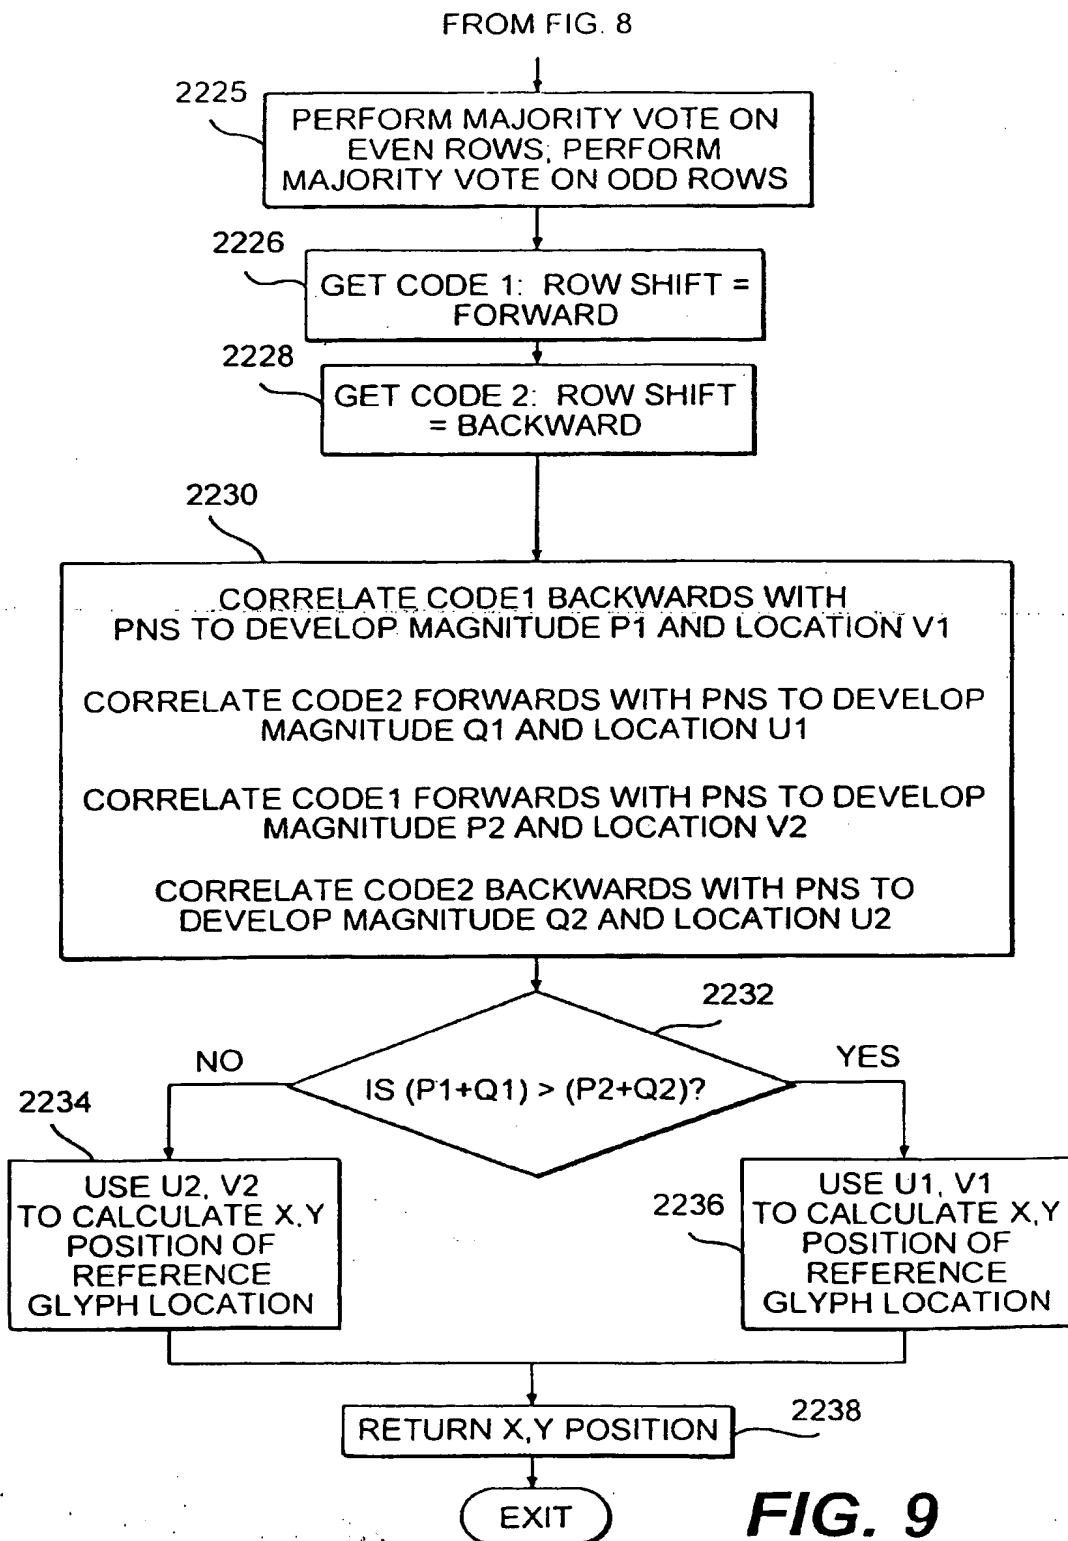 FROM FIG. 8
2225
PERFORM MAJORITY VOTE ON
EVEN ROWS; PERFORM
MAJORITY VOTE ON ODD ROWS
2226
GET CODE 1: ROW SHIFT =
FORWARD
2228
GET CODE 2: ROW SHIFT
= BACKWARD
2230
CORRELATE CODE1 BACKWARDS WITH
PNS TO DEVELOP MAGNITUDE P1 AND LOCATION V1
CORRELATE CODE2 FORWARDS WITH PNS TO DEVELOP
MAGNITUDE Q1 AND LOCATION U1
CORRELATE CODE1 FORWARDS WITH PNS TO DEVELOP
MAGNITUDE P2 AND LOCATION V2
CORRELATE CODE2 BACKWARDS WITH PNS TO
DEVELOP MAGNITUDE Q2 AND LOCATION U2
2232
NO
YES
IS (P1+Q1) > (P2+Q2)?
2234
USE U2, V2
TO CALCULATE X,Y
POSITION OF
REFERENCE
GLYPH LOCATION
2236
USE U1, V1
TO CALCULATE X,Y
POSITION OF
REFERENCE
GLYPH LOCATION
RETURN X,Y POSITION
2238
EXIT
FIG. 9